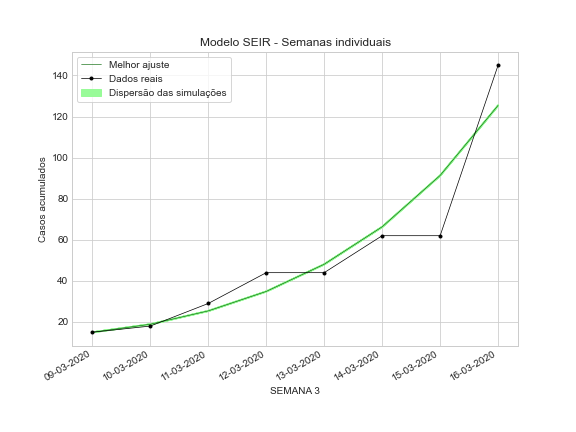 Modelo SEIR - Semanas individuais
Melhor ajuste
Dados reais
Dispersão das simulações
Casos acumulados
140
120
100
80
60
40
20
09-03-2020
10-03-2020
11-03-2020
12-03-2020
13-03-2020
14-03-2020
15-03-2020
16-03-2020
SEMANA 3